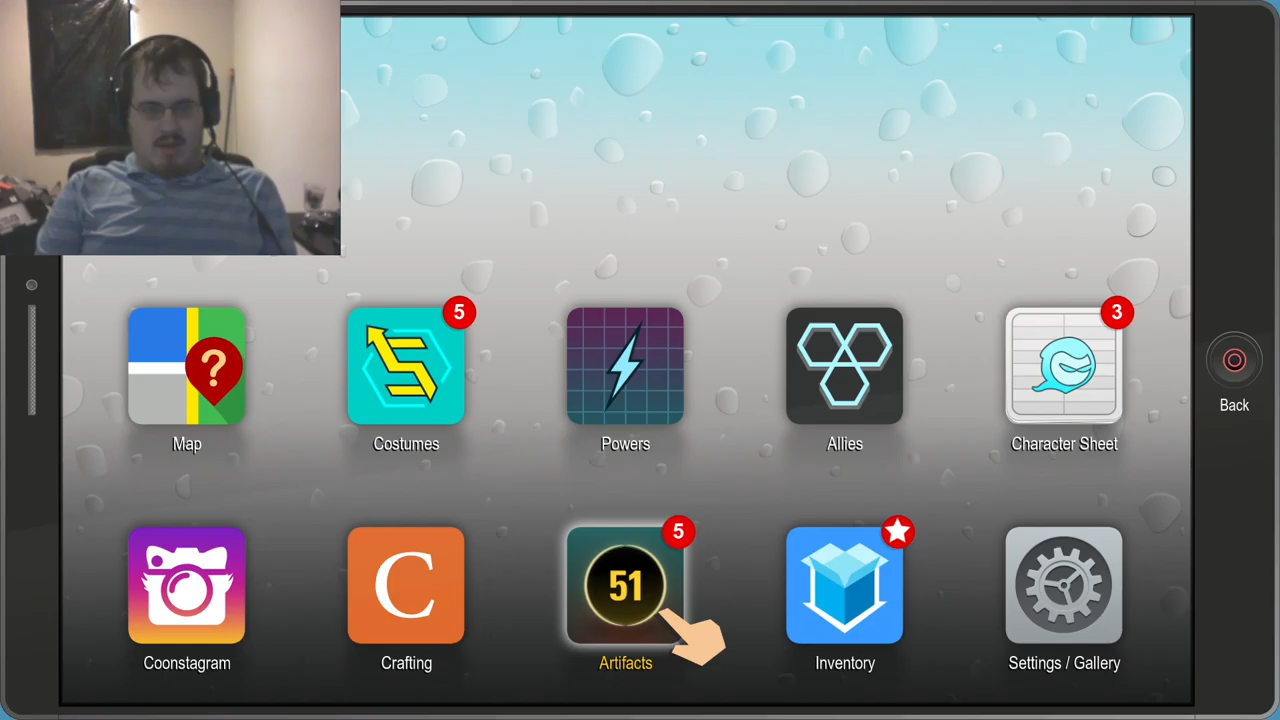 5
3
?
Map
Costumes
Powers
Allies
Character Sheet
Back
5
C
51
Coonstagram
Crafting
Artifacts
Inventory
Settings / Gallery